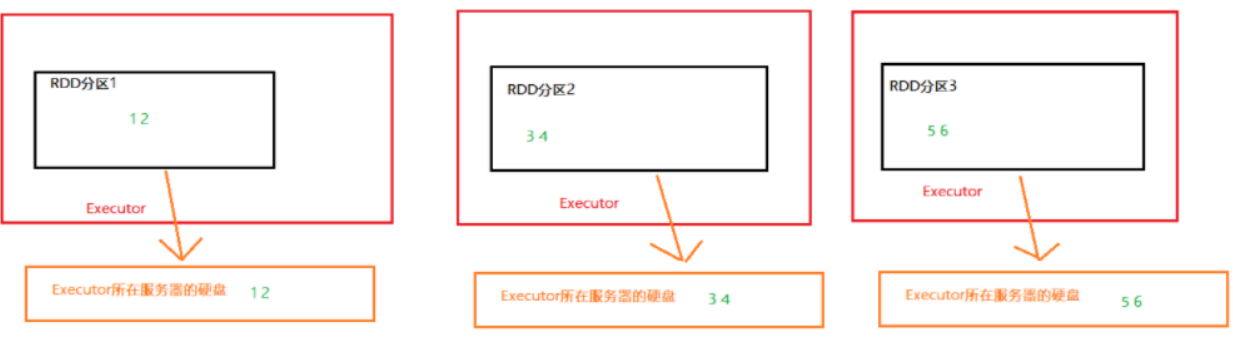 RDD分区1
1 2
Executor
Executor所在服务器的硬盘 1 2
RDD分区2
3 4
Executor
Executor所在服务器的硬盘 3 4
RDD分区3
5 6
Executor
Executor所在服务器的硬盘 5 6